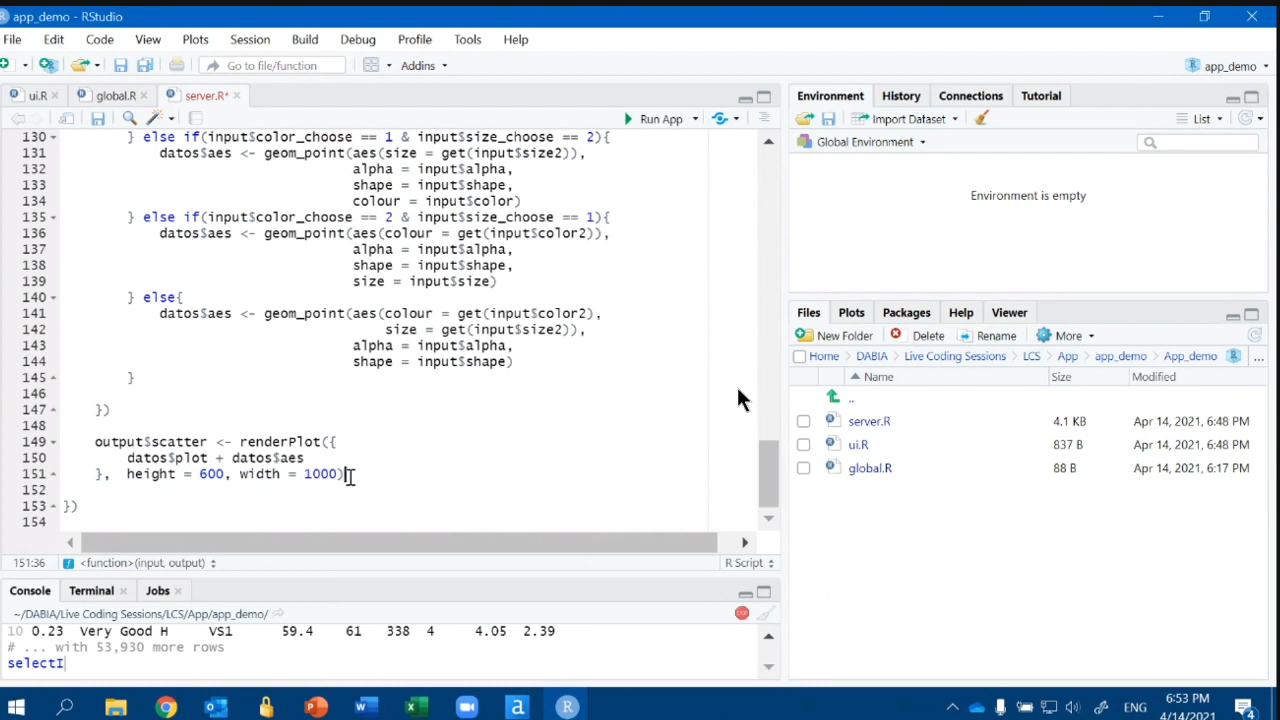 app_demo - RStudio
File Edit Code View Plots Session Build Debug Profile Tools Help
Go to file/function Addins app_demo
ui.R global.R server.R*
Run App
130 } else if(input$color_choose == 1 & input$size_choose == 2){
131 datos$aes <- geom_point(aes(size = get(input$size2)),
132 alpha = input$alpha,
133 shape = input$shape,
134 colour = input$color)
135 } else if(input$color_choose == 2 & input$size_choose == 1){
136 datos$aes <- geom_point(aes(colour = get(input$color2)),
137 alpha = input$alpha,
138 shape = input$shape,
139 size = input$size)
140 } else{
141 datos$aes <- geom_point(aes(colour = get(input$color2),
142 size = get(input$size2)),
143 alpha = input$alpha,
144 shape = input$shape)
145 }
146
147 })
148
149 output$scatter <- renderPlot({
150 datos$plot + datos$aes
151 }, height = 600, width = 1000)
152
153 })
154
151:36 <function>(input, output) R Script
Console Terminal Jobs
~/DABIA/Live Coding Sessions/LCS/App/app_demo/
10 0.23 Very Good H VS1 59.4 61 338 4 4.05 2.39
# ... with 53,930 more rows
selectI
Environment History Connections Tutorial
Import Dataset List
Global Environment
Environment is empty
Files Plots Packages Help Viewer
New Folder Delete Rename More
Home DABIA Live Coding Sessions LCS App app_demo App_demo ...
Name Size Modified
..
server.R 4.1 KB Apr 14, 2021, 6:48 PM
ui.R 837 B Apr 14, 2021, 6:48 PM
global.R 88 B Apr 14, 2021, 6:17 PM
ENG 6:53 PM
4/14/2021 4